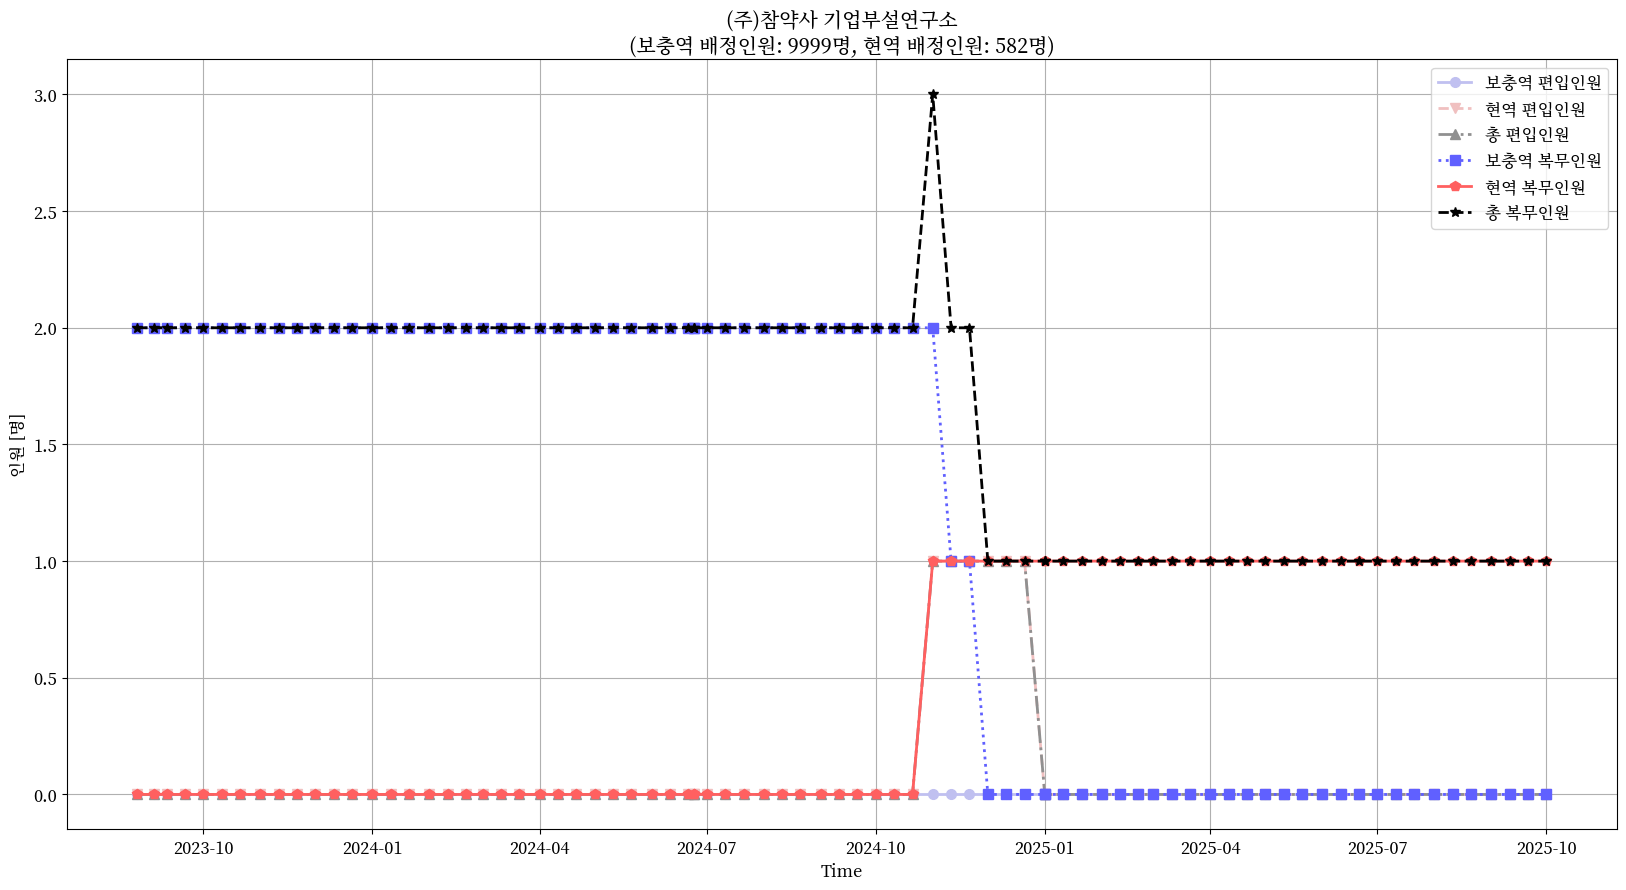 (주)참약사 기업부설연구소
(보충역 배정인원: 9999명, 현역 배정인원: 582명)
보충역 편입인원
현역 편입인원
총 편입인원
보충역 복무인원
현역 복무인원
총 복무인원
인원 [명]
3.0
2.5
2.0
1.5
1.0
0.5
0.0
2023-10
2024-01
2024-04
2024-07
2024-10
2025-01
2025-04
2025-07
2025-10
Time